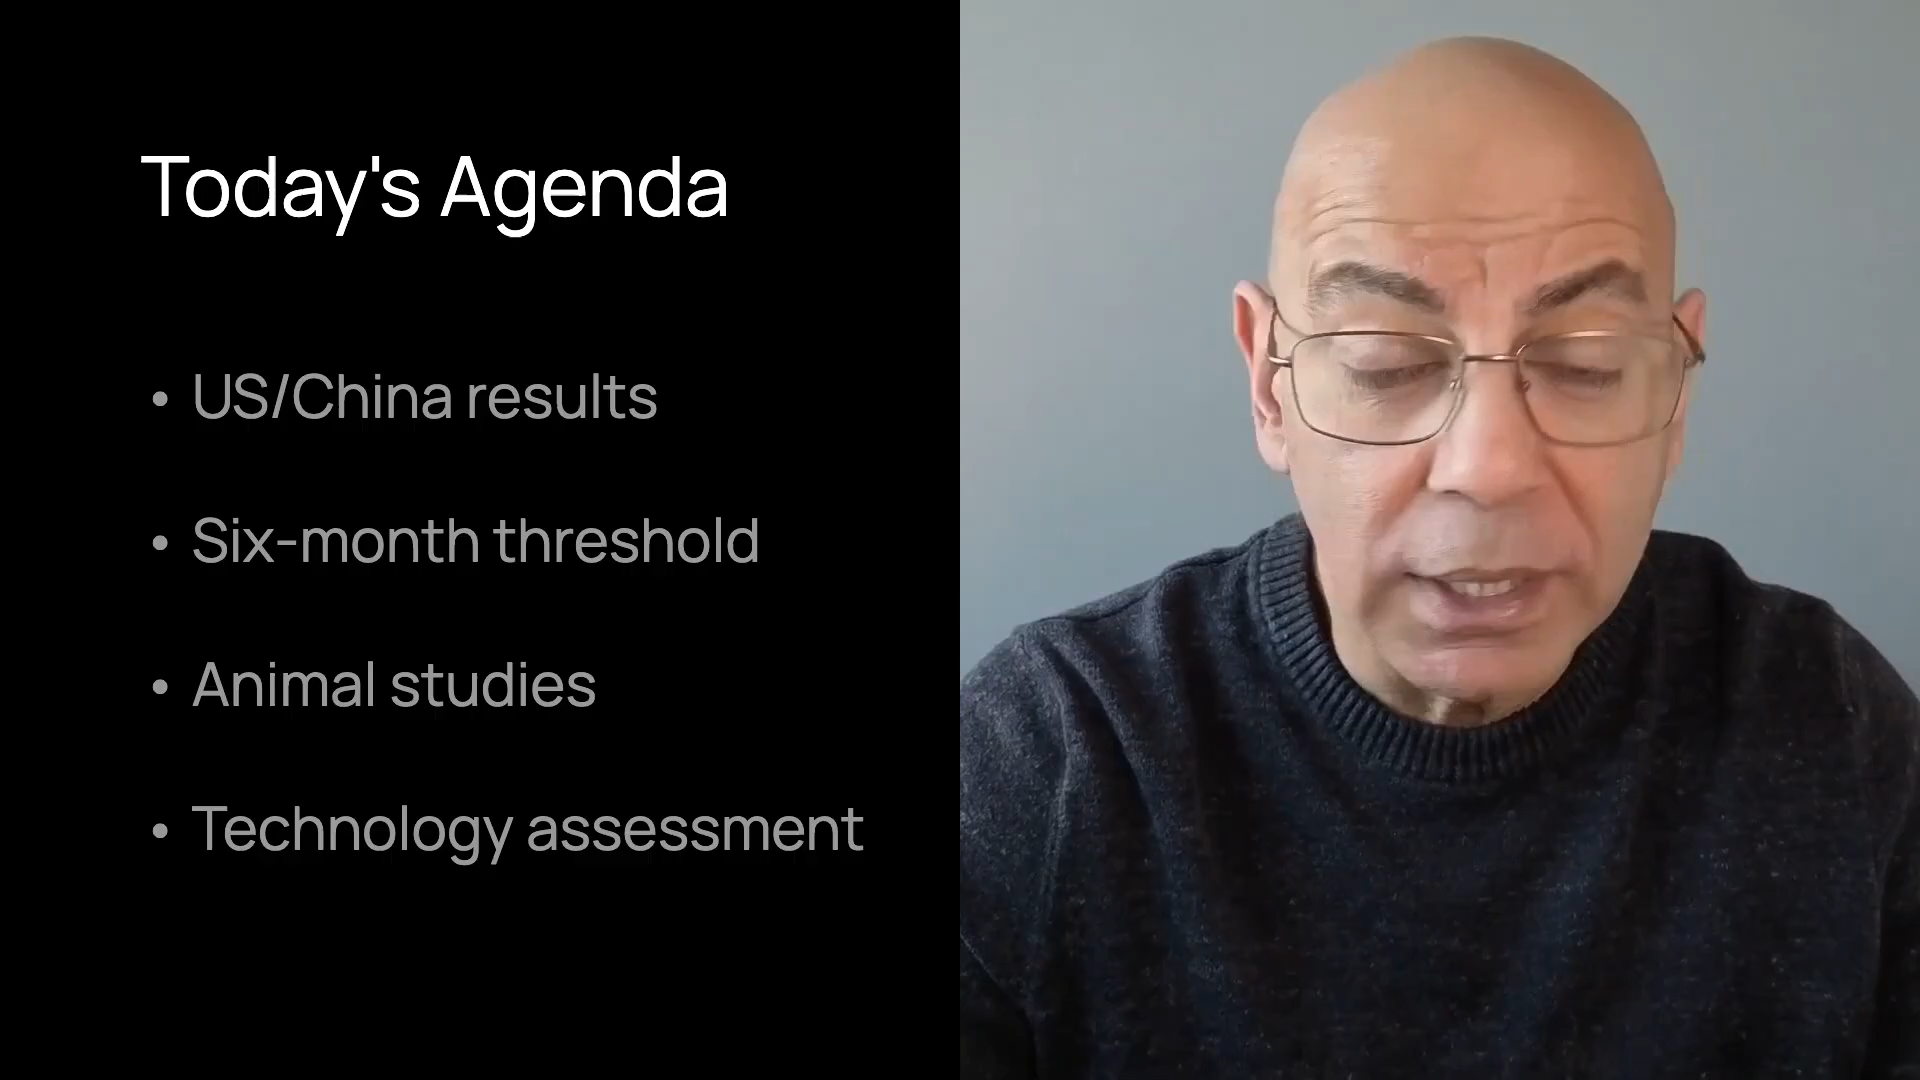 Today's Agenda
• US/China results
• Six-month threshold
• Animal studies
• Technology assessment